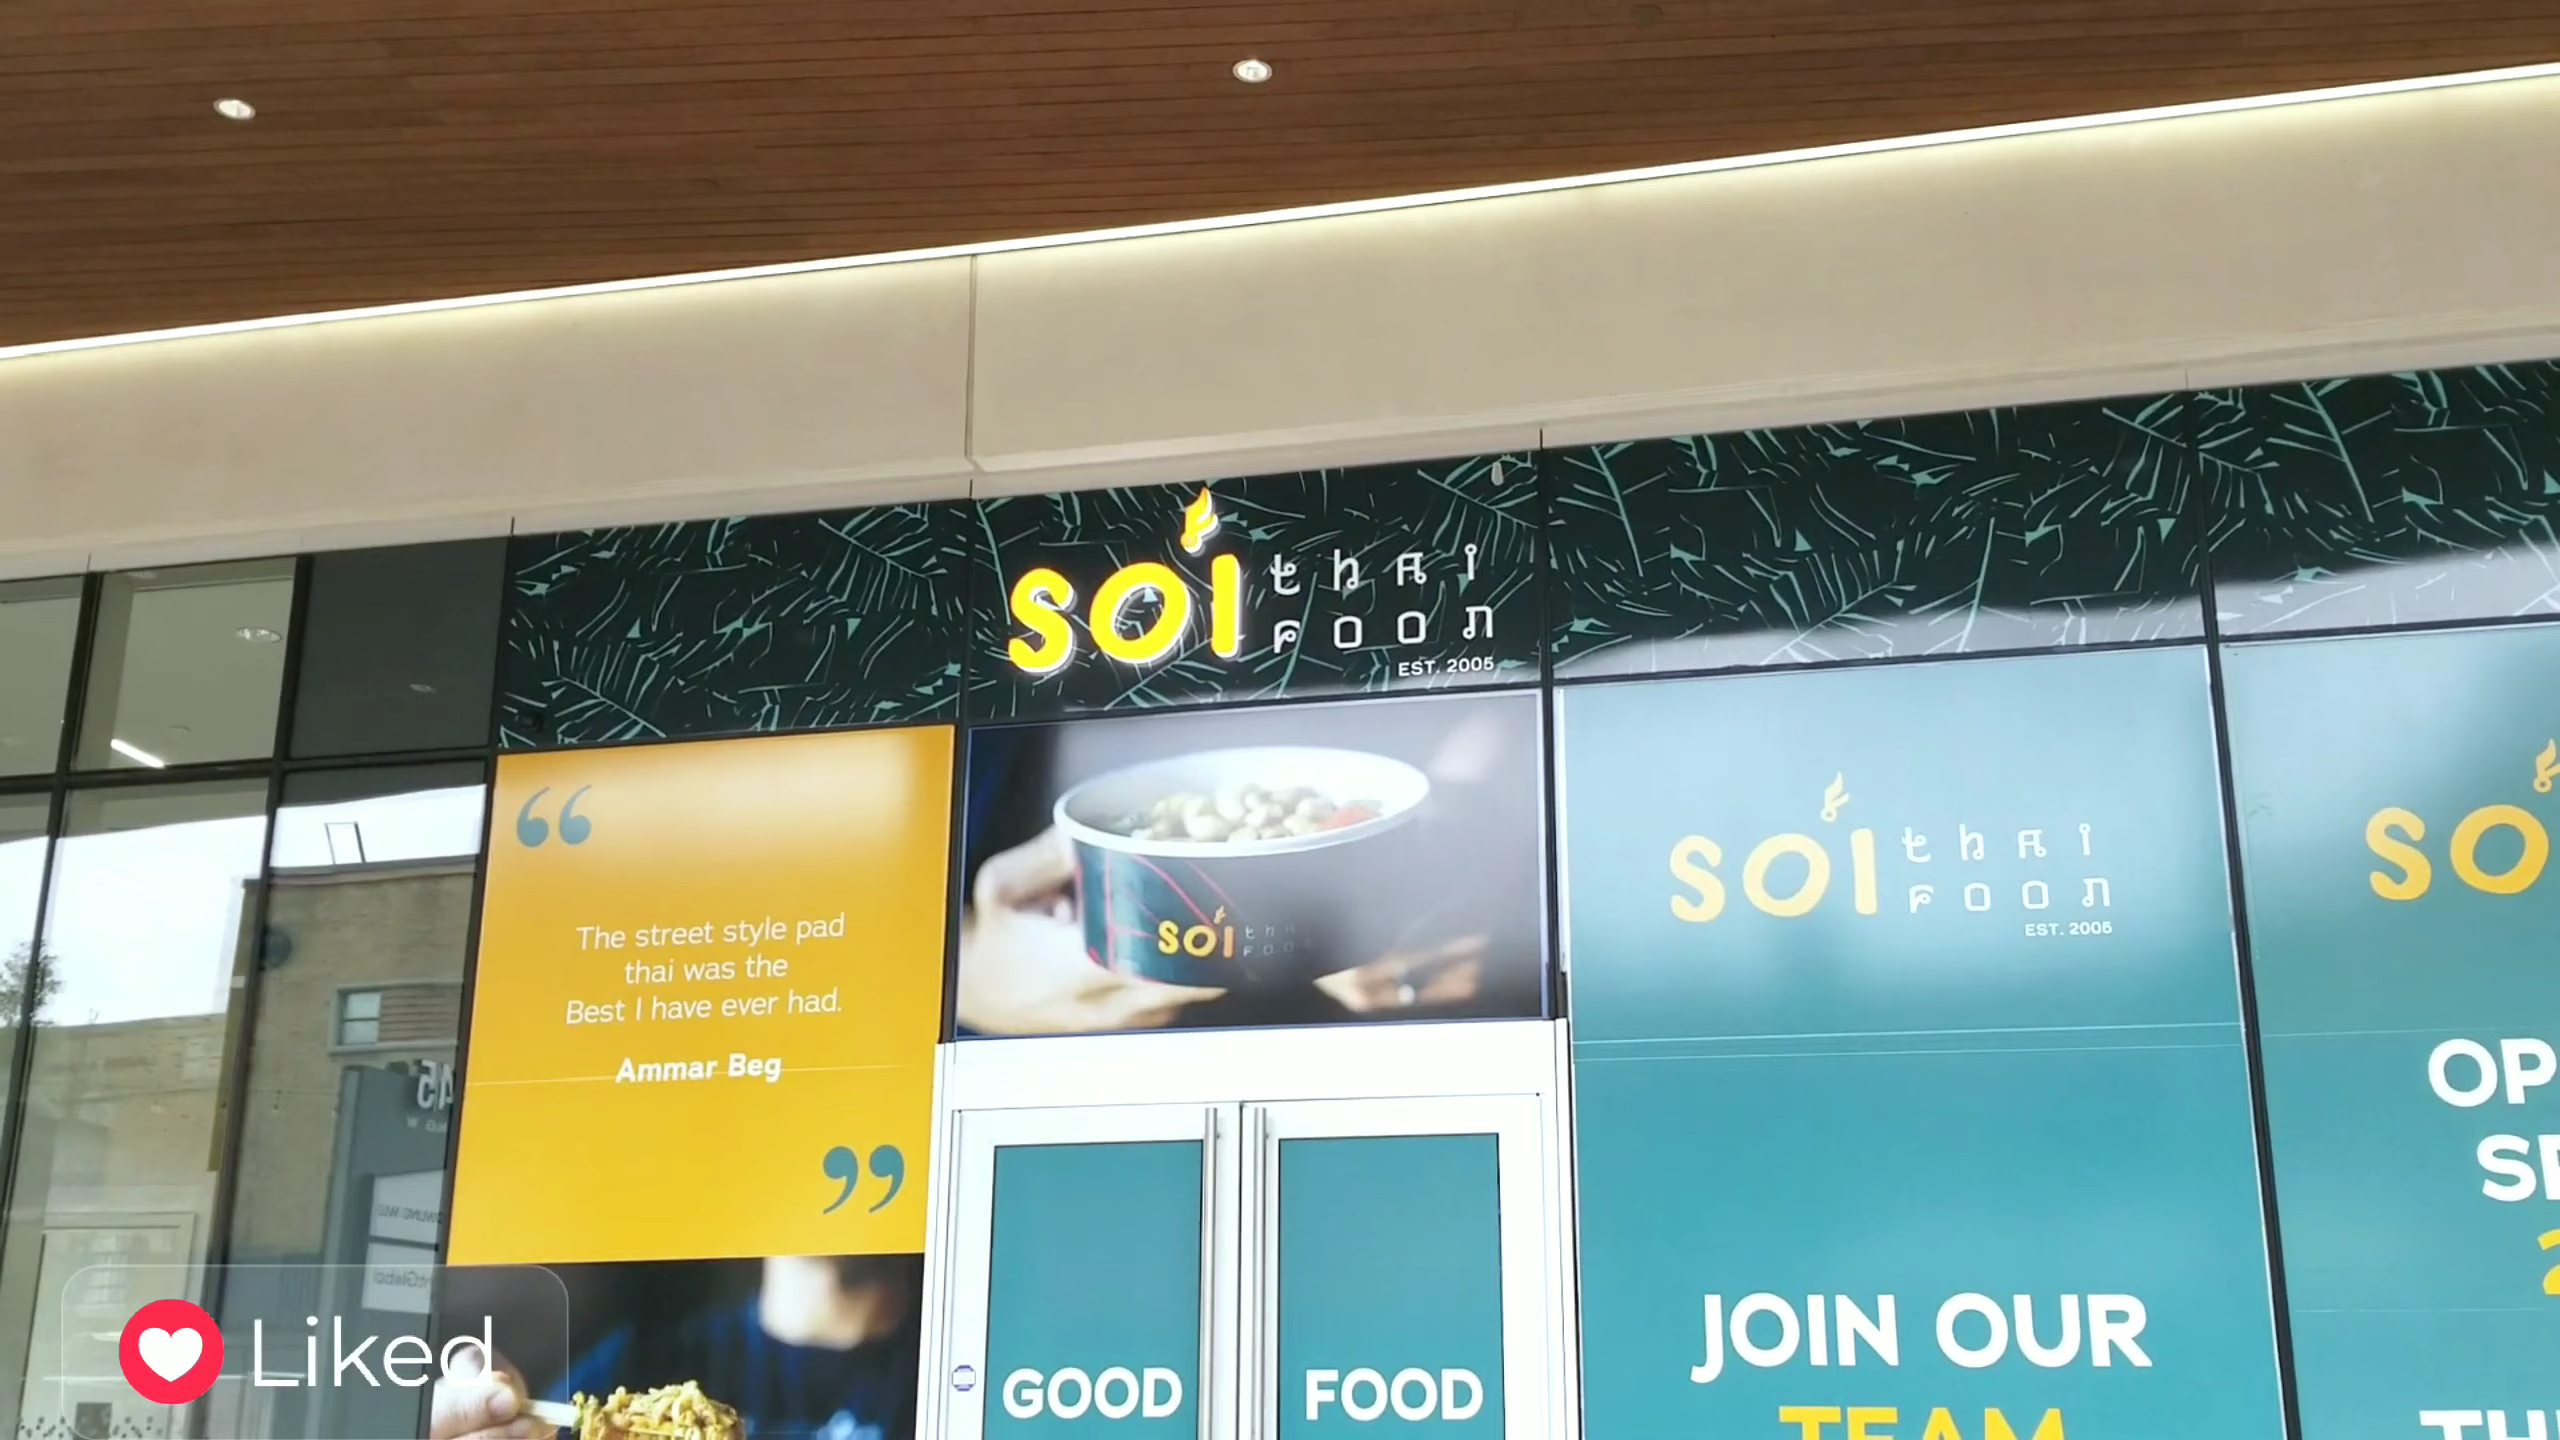 SOI thai
FOOD
EST. 2005
“
The street style pad
thai was the
Best I have ever had.
Ammar Beg
”
SOI
SOI thai
FOOD
EST. 2005
JOIN OUR
TEAM
SO
OP
GOOD
FOOD
Liked